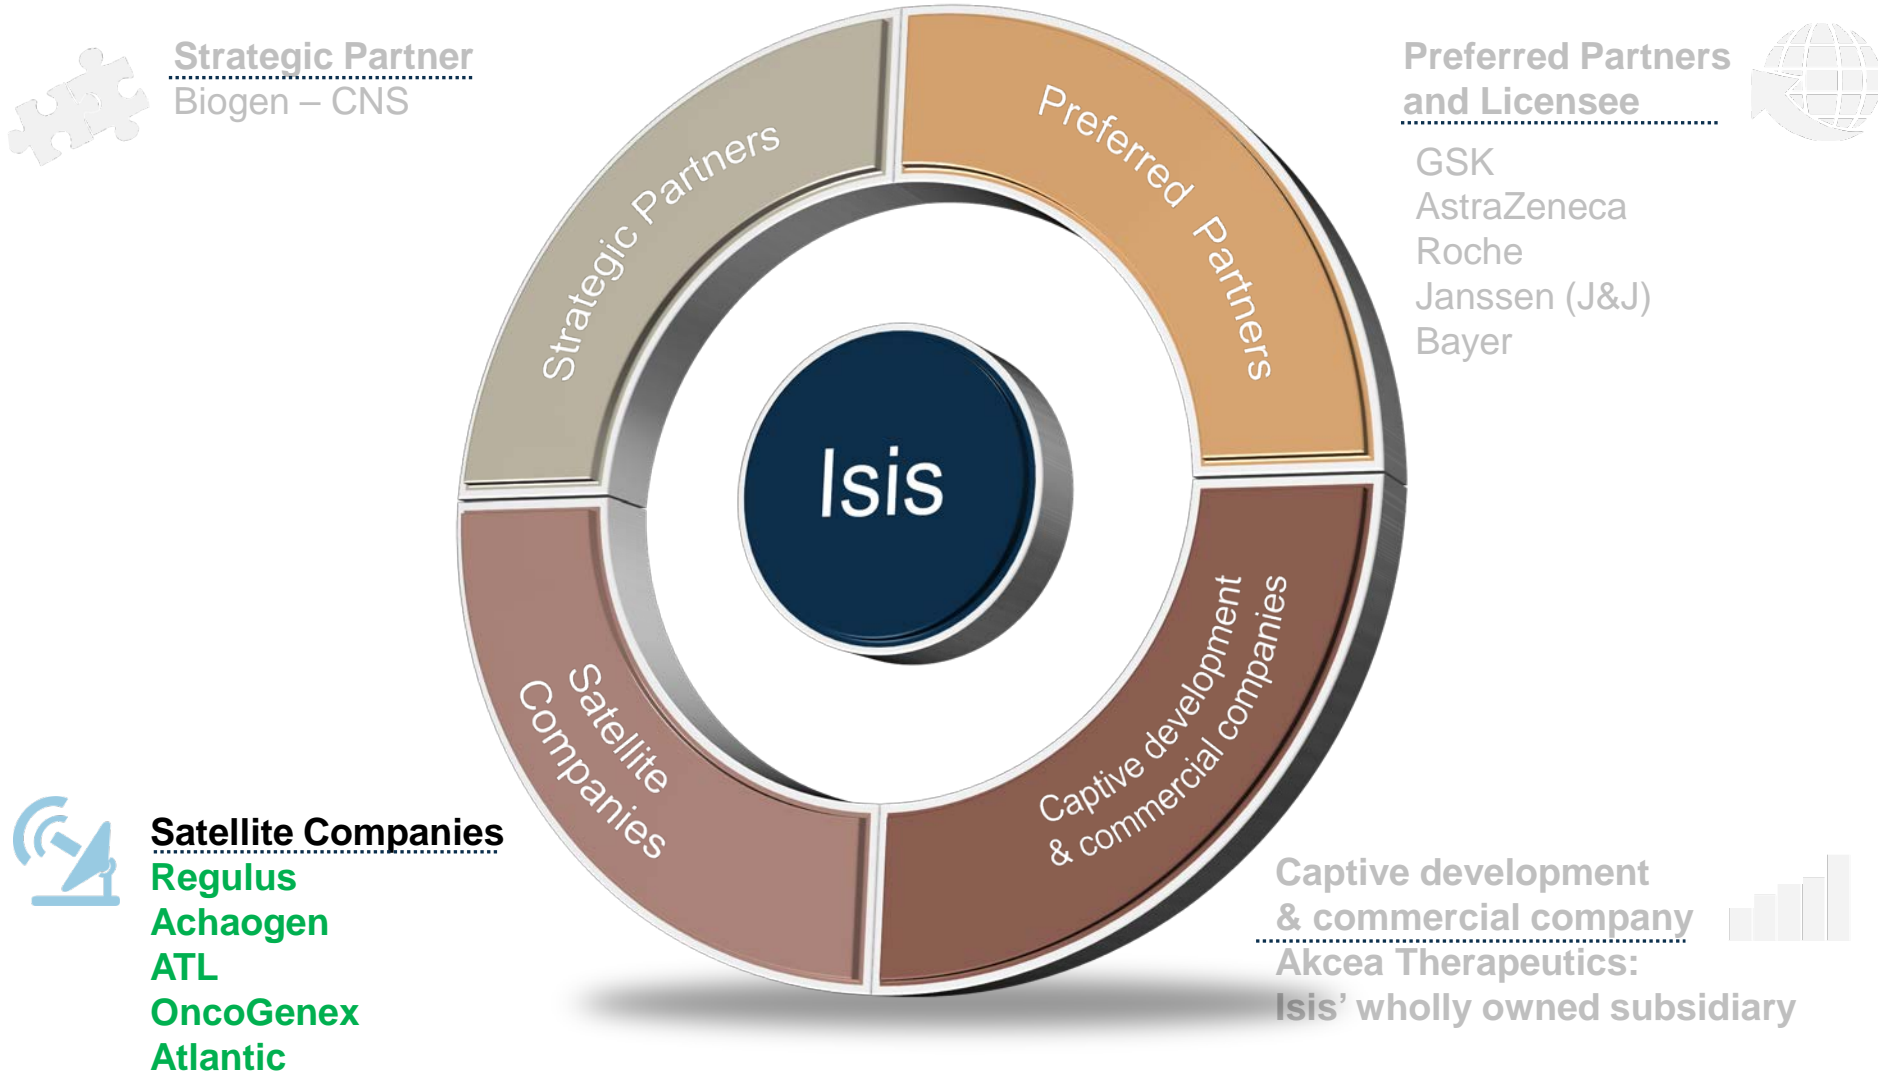 Strategic Partner
Biogen – CNS
Preferred Partners
and Licensee
GSK
AstraZeneca
Roche
Janssen (J&J)
Bayer
Strategic Partners
Preferred Partners
Isis
Satellite
Companies
Captive development
& commercial companies
Satellite Companies
Regulus
Achaogen
ATL
OncoGenex
Atlantic
Captive development
& commercial company
Akcea Therapeutics:
Isis’ wholly owned subsidiary